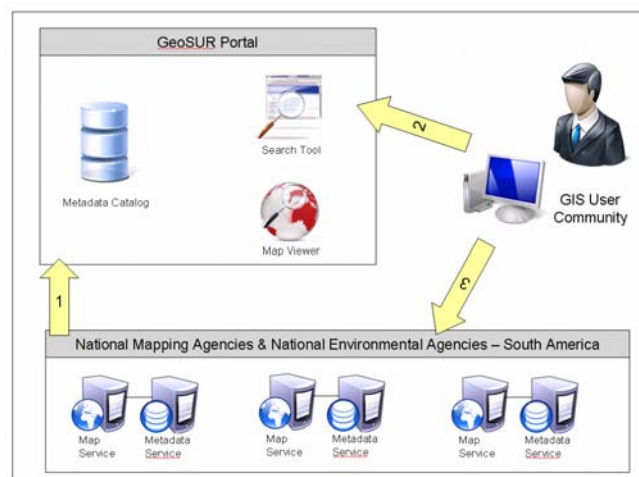 GeoSUR Portal
Search Tool
Metadata Catalog
Map Viewer
2
GIS User
Community
3
1
National Mapping Agencies & National Environmental Agencies – South America
Map
Service
Metadata
Service
Map
Service
Metadata
Service
Map
Service
Metadata
Service